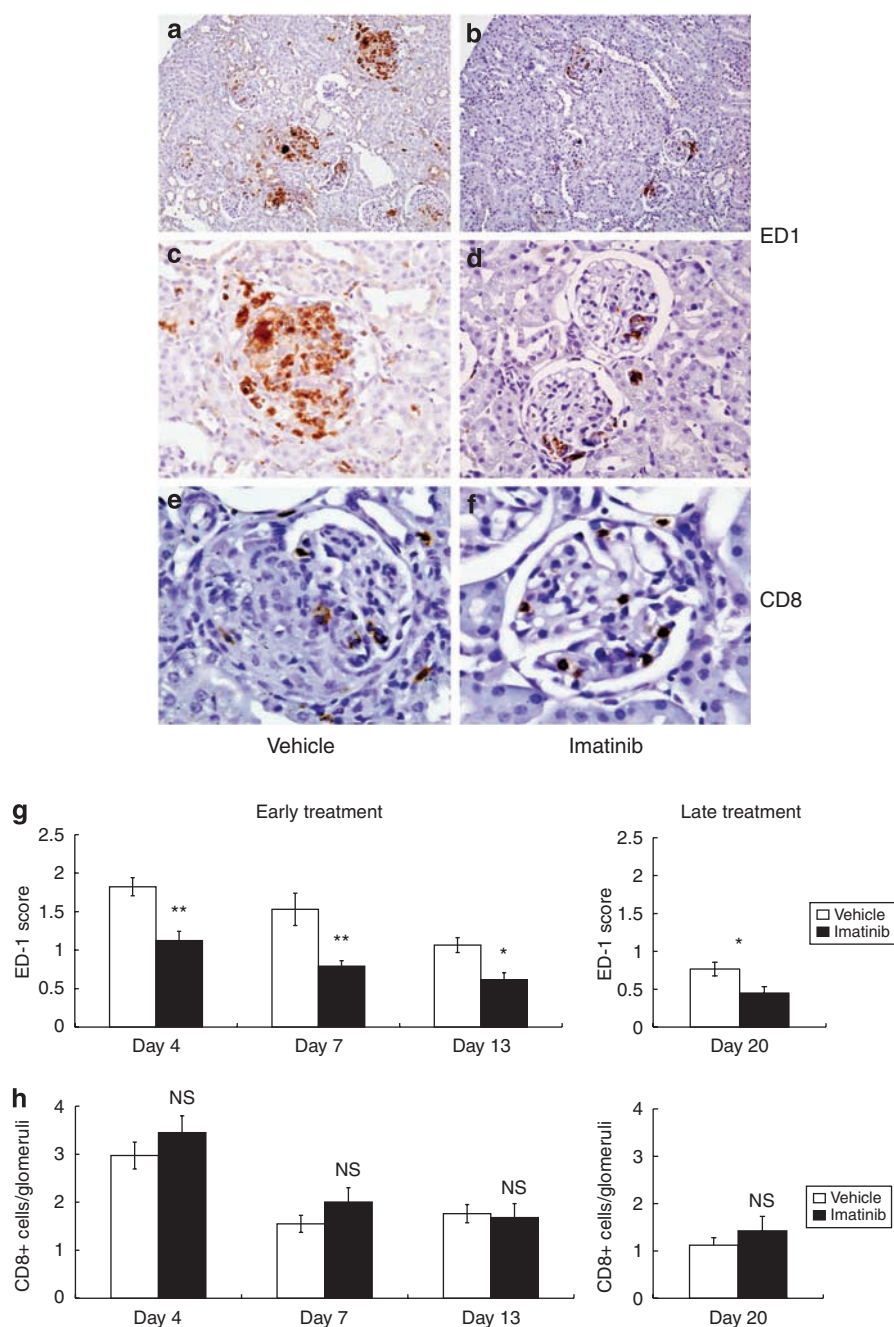 a
b
ED1
c
d
e
f
CD8
Vehicle
Imatinib
g
Early treatment
Late treatment
2.5
2
1.5
1
0.5
0
ED-1 score
**
**
*
Day 4
Day 7
Day 13
2.5
2
1.5
1
0.5
0
ED-1 score
*
Day 20
Vehicle
Imatinib
h
4
3
2
1
0
CD8+ cells/glomeruli
NS
NS
NS
Day 4
Day 7
Day 13
4
3
2
1
0
CD8+ cells/glomeruli
NS
Day 20
Vehicle
Imatinib